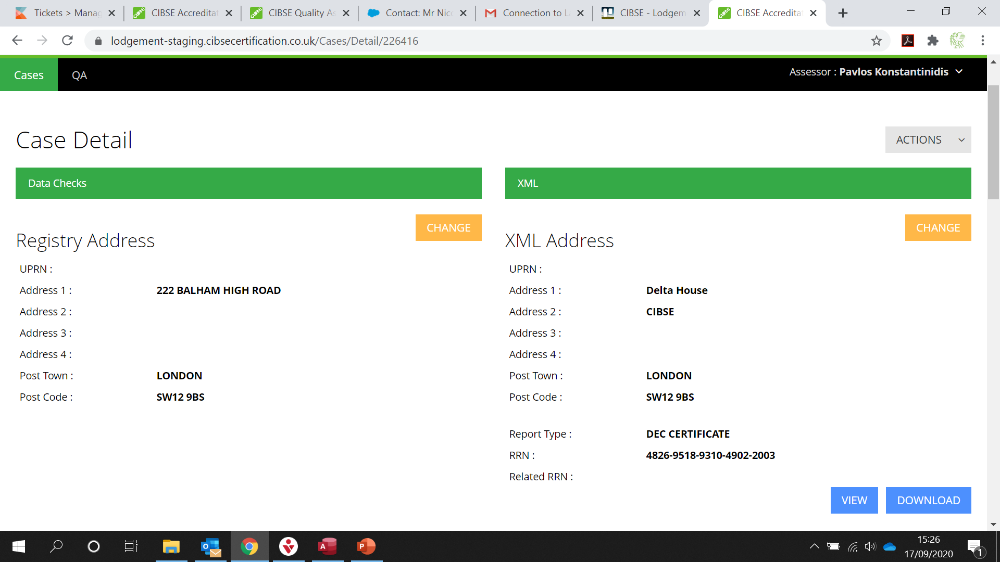 Tickets > Manag
CIBSE Accreditat
CIBSE Quality As
Contact: Mr Nico
Connection to La
CIBSE - Lodgem
CIBSE Accreditat
lodgement-staging.cibsecertification.co.uk/Cases/Detail/226416
Cases
QA
Assessor : Pavlos Konstantinidis
Case Detail
ACTIONS
Data Checks
XML
CHANGE
CHANGE
Registry Address
XML Address
UPRN :
UPRN :
Address 1 : 222 BALHAM HIGH ROAD
Address 1 : Delta House
Address 2 :
Address 2 : CIBSE
Address 3 :
Address 3 :
Address 4 :
Address 4 :
Post Town : LONDON
Post Town : LONDON
Post Code : SW12 9BS
Post Code : SW12 9BS
Report Type : DEC CERTIFICATE
RRN : 4826-9518-9310-4902-2003
Related RRN :
VIEW
DOWNLOAD
15:26
17/09/2020
1